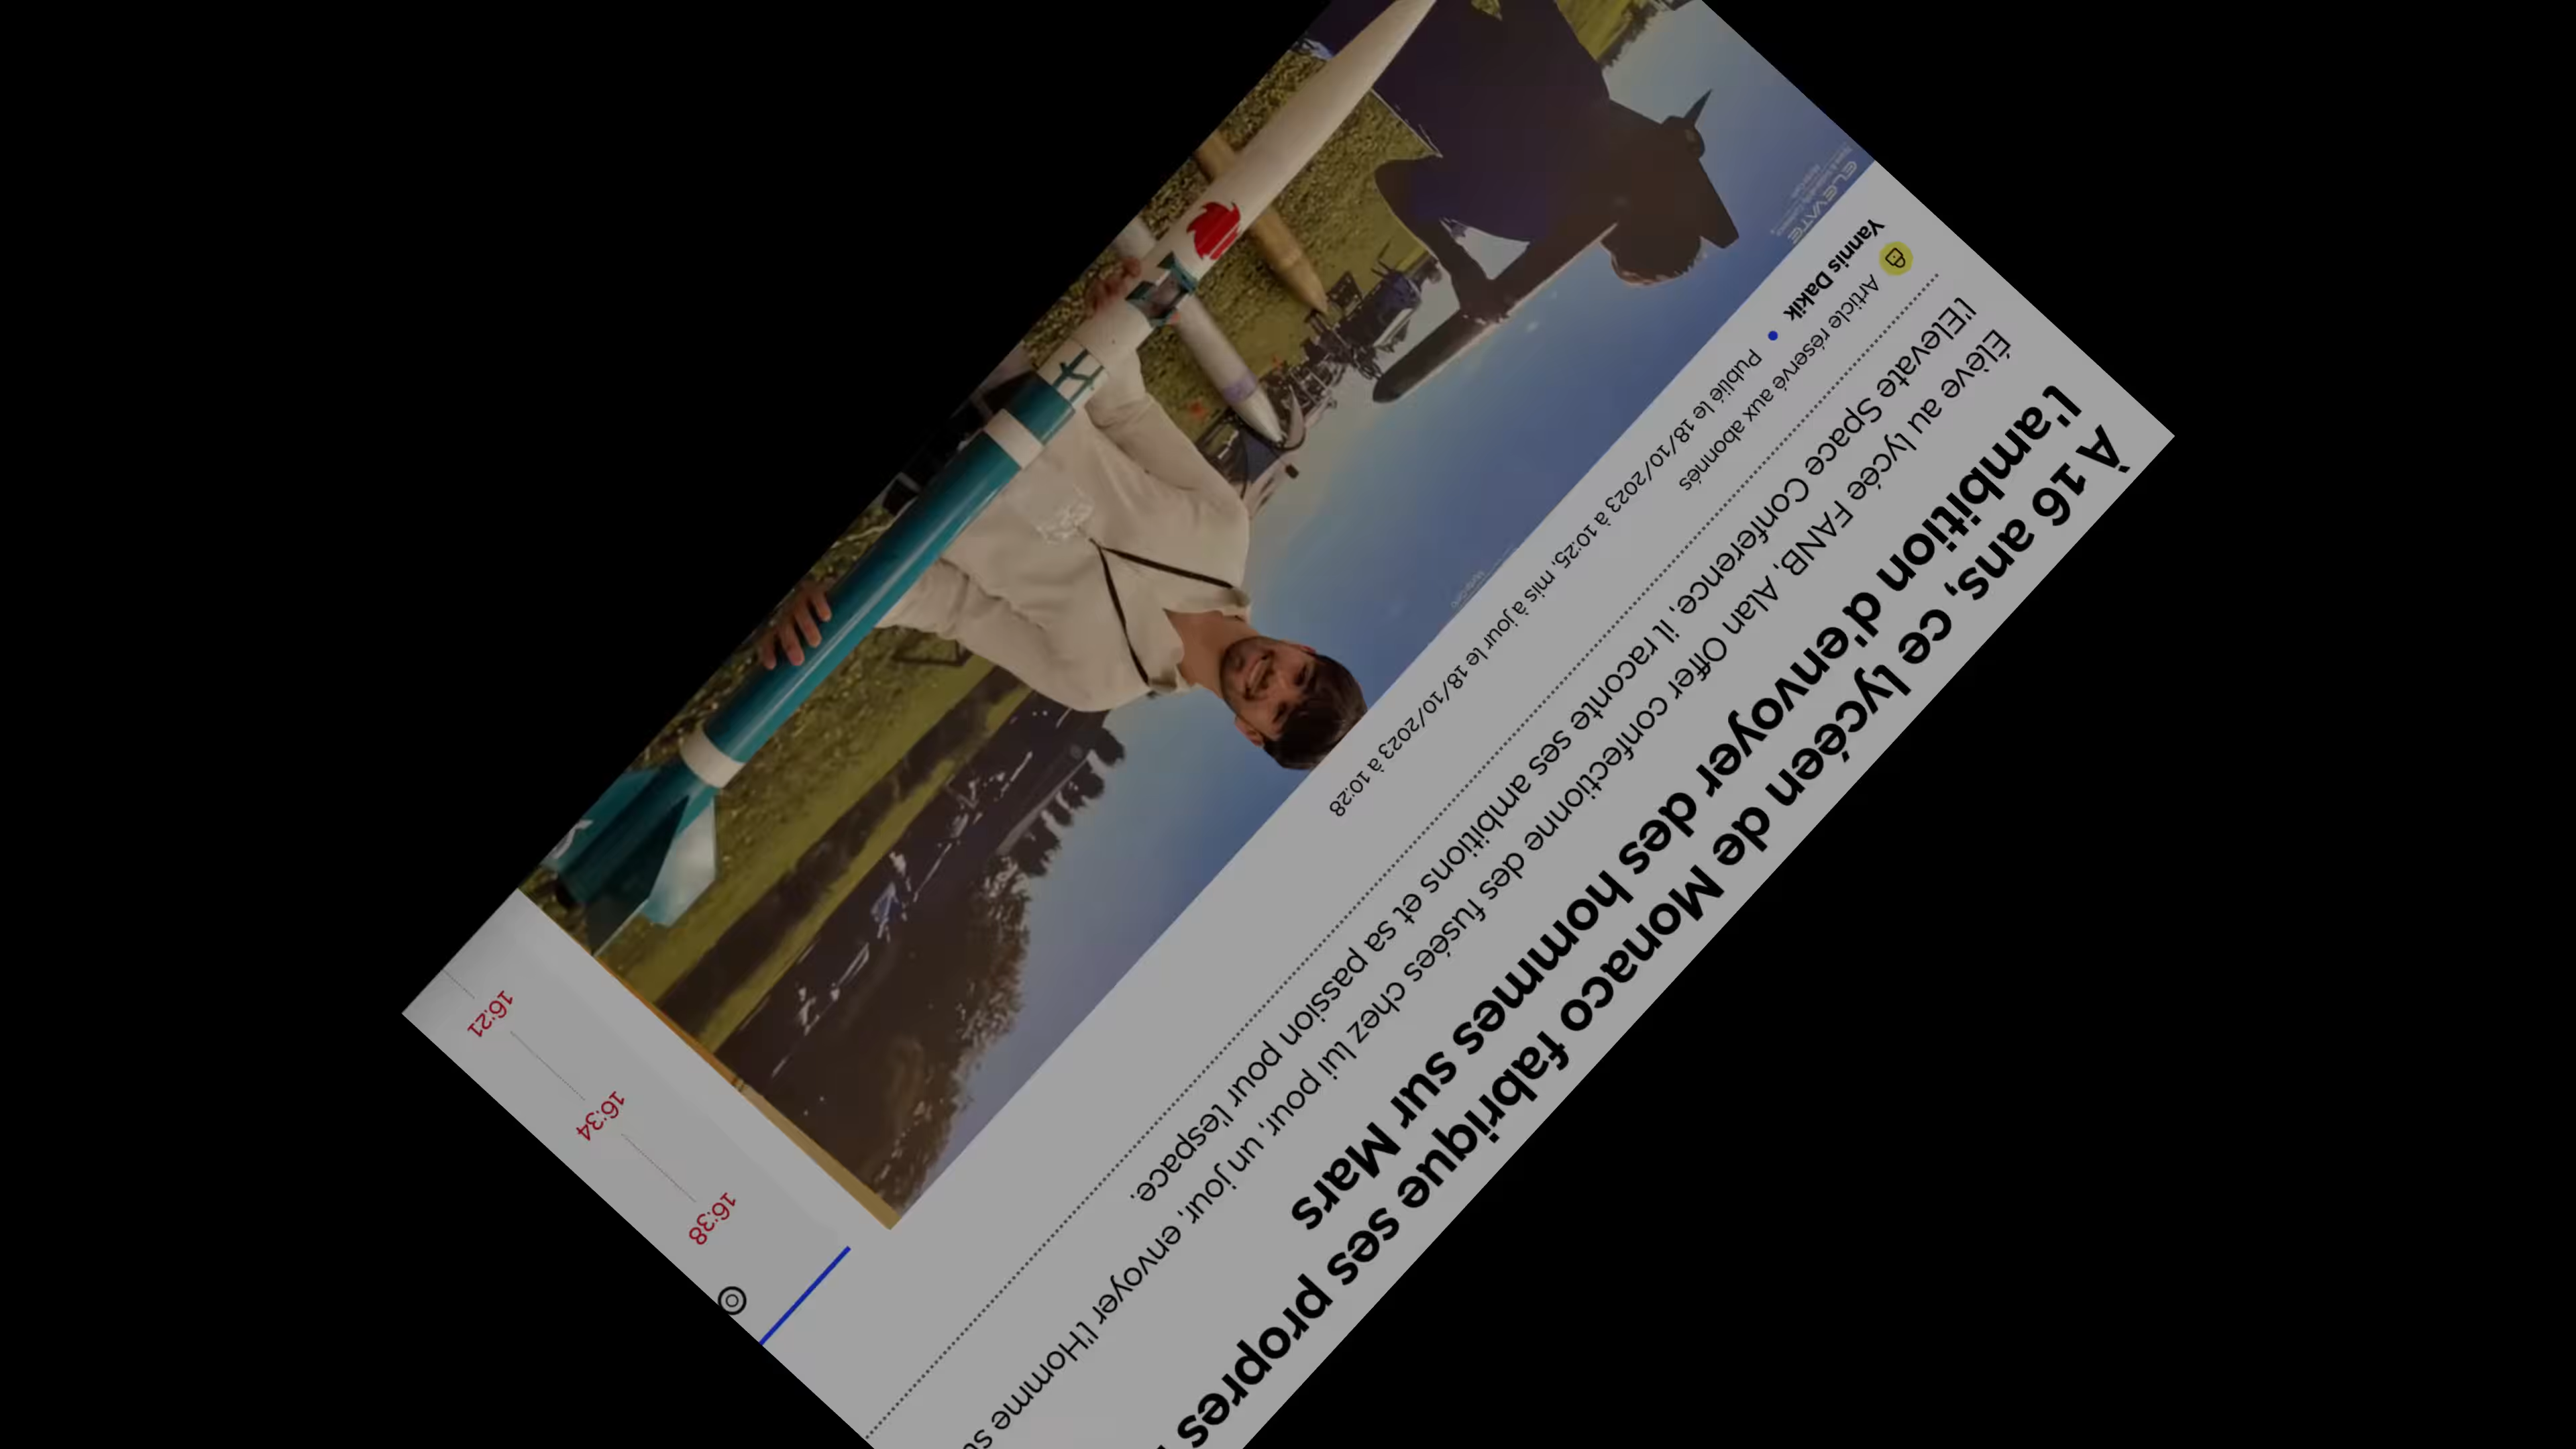 À 16 ans, ce lycéen de Monaco fabrique ses propres
l'ambition d'envoyer des hommes sur Mars
Élève au lycée FANB, Alan Offer confectionne des fusées chez lui pour, un jour, envoyer l'Homme
l'Elevate Space Conference, il raconte ses ambitions et sa passion pour l'espace.
Article réservé aux abonnés
Yannis Dakik • Publié le 18/10/2023 à 10:25, mis à jour le 18/10/2023 à 10:28
ELEVATE
16:38
16:34
16:21